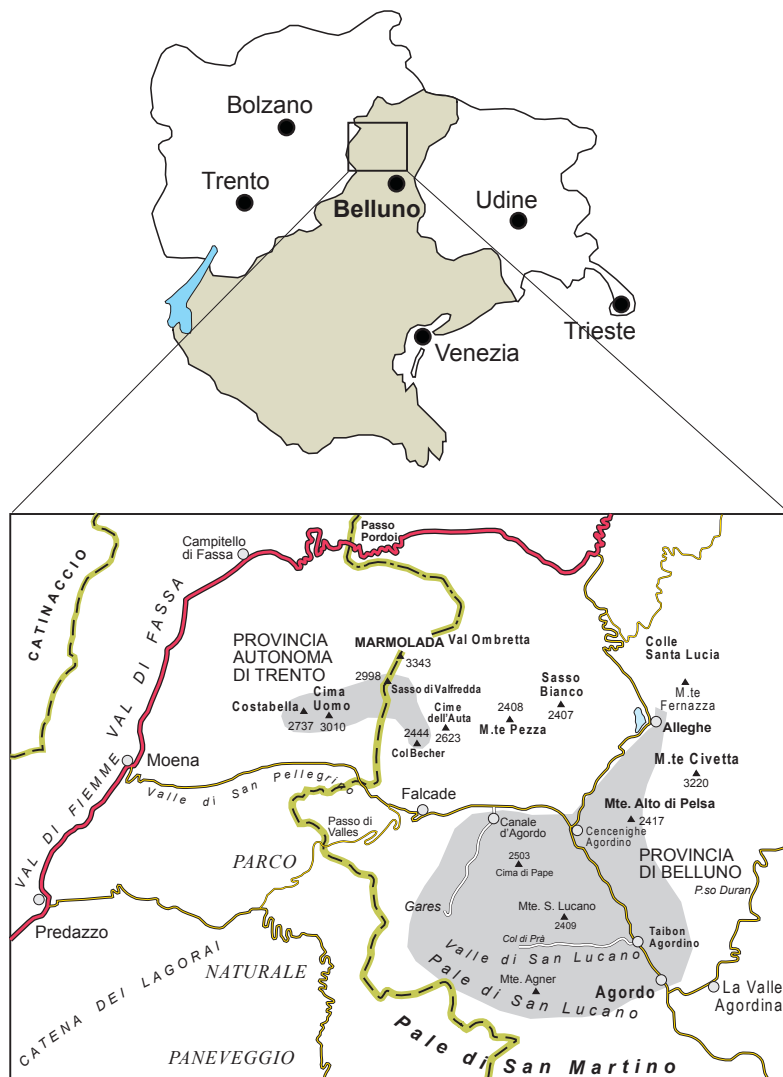 Bolzano
Trento
Belluno
Udine
Trieste
Venezia
Passo
Pordoi
Campitello
di Fassa
CATINACCIO
VAL DI FASSA
PROVINCIA
AUTONOMA
DI TRENTO
MARMOLADA
Val Ombretta
3343
2998
Sasso di Valfredda
Colle
Santa Lucia
M.te
Fernazza
Costabella
2737
Cima
Uomo
3010
2444
Col Becher
Cime
dell'Auta
2623
2408
M.te Pezza
Sasso
Bianco
2407
Alleghe
M.te Civetta
3220
Moena
Valle di San Pellegrino
VAL DI FIEMME
Falcade
Mte. Alto di Pelsa
2417
Passo di
Valles
Canale
d'Agordo
Cencenighe
Agordino
PARCO
2503
Cima di Pape
PROVINCIA
DI BELLUNO
P.so Duran
Gares
Mte. S. Lucano
2409
Predazzo
Col di Prà
Taibon
Agordino
Valle di San Lucano
NATURALE
Pale di San Lucano
Mte. Agner
Agordo
La Valle
Agordina
CATENA DEI LAGORAI
PANEVEGGIO
Pale di San Martino